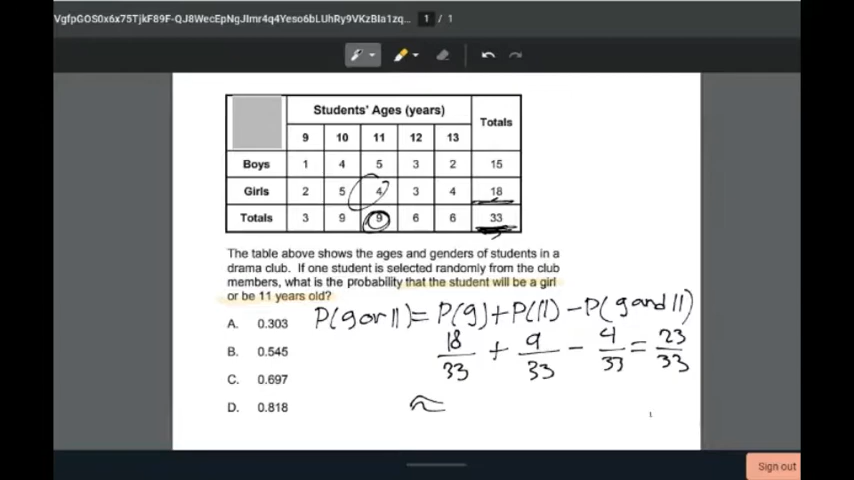 VgfpGOS0x6x75TjkF89F-QJ8WecEpNgJImr4q4Yeso6bLUhRy9VKzBla1zq... 1 / 1
Students' Ages (years) Totals
9 10 11 12 13
Boys 1 4 5 3 2 15
Girls 2 5 4 3 4 18
Totals 3 9 9 6 6 33
The table above shows the ages and genders of students in a
drama club. If one student is selected randomly from the club
members, what is the probability that the student will be a girl
or be 11 years old?
P(g or 11) = P(g) + P(11) - P(g and 11)
A. 0.303
18/33 + 9/33 - 4/33 = 23/33
B. 0.545
C. 0.697
D. 0.818
≈
1
Sign out